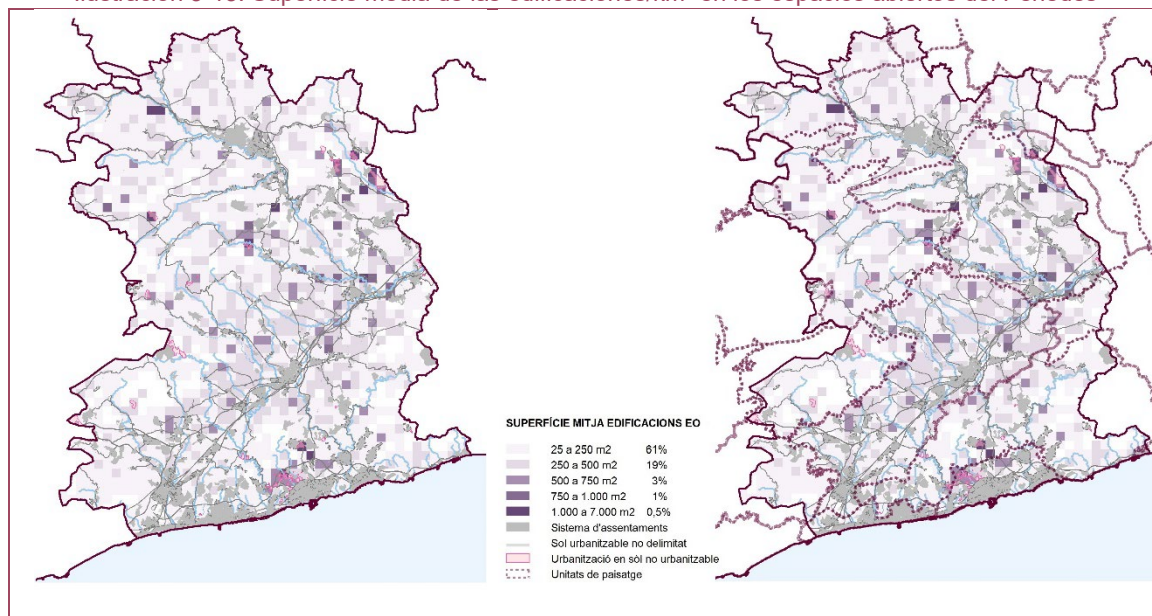 SUPERFÍCIE MITJA EDIFICACIONS EO
25 a 250 m2 61%
250 a 500 m2 19%
500 a 750 m2 3%
750 a 1.000 m2 1%
1.000 a 7.000 m2 0,5%
Sistema d'assentaments
Sol urbanitzable no delimitat
Urbanització en sòl no urbanitzable
Unitats de paisatge